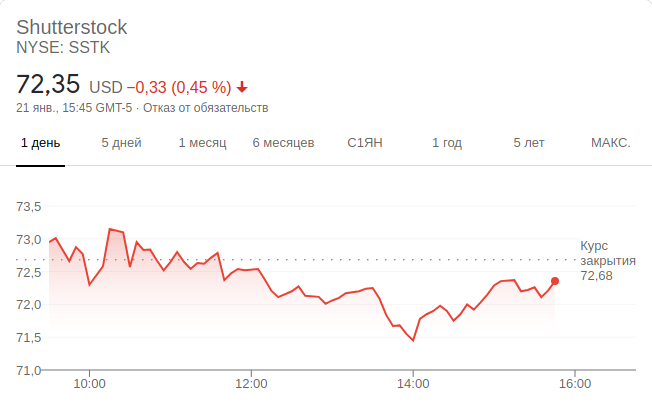 Shutterstock
NYSE: SSTK
72,35 USD −0,33 (0,45 %)
21 янв., 15:45 GMT-5 · Отказ от обязательств
1 день 5 дней 1 месяц 6 месяцев С1ЯН 1 год 5 лет МАКС.
73,5
73,0
Курс
закрытия
72,68
72,5
72,0
71,5
71,0
10:00 12:00 14:00 16:00